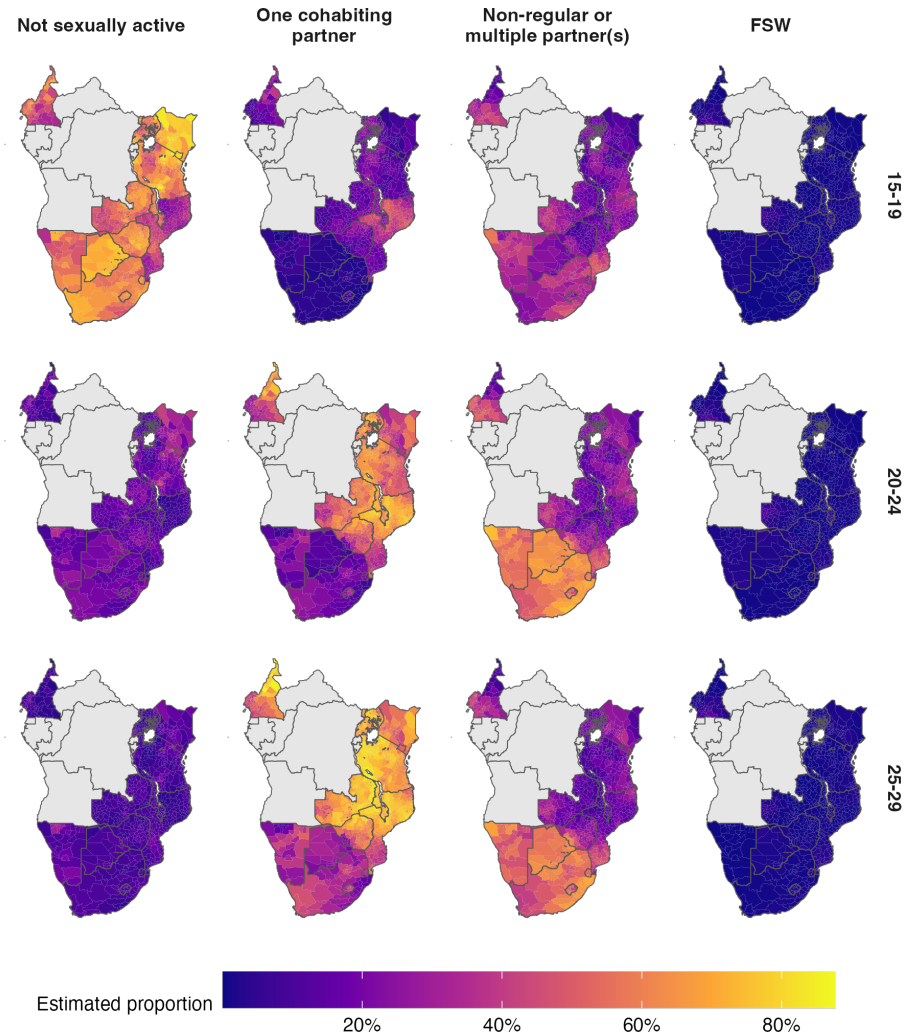 Not sexually active
One cohabiting
partner
Non-regular or
multiple partner(s)
FSW
15-19
20-24
25-29
Estimated proportion
20%
40%
60%
80%